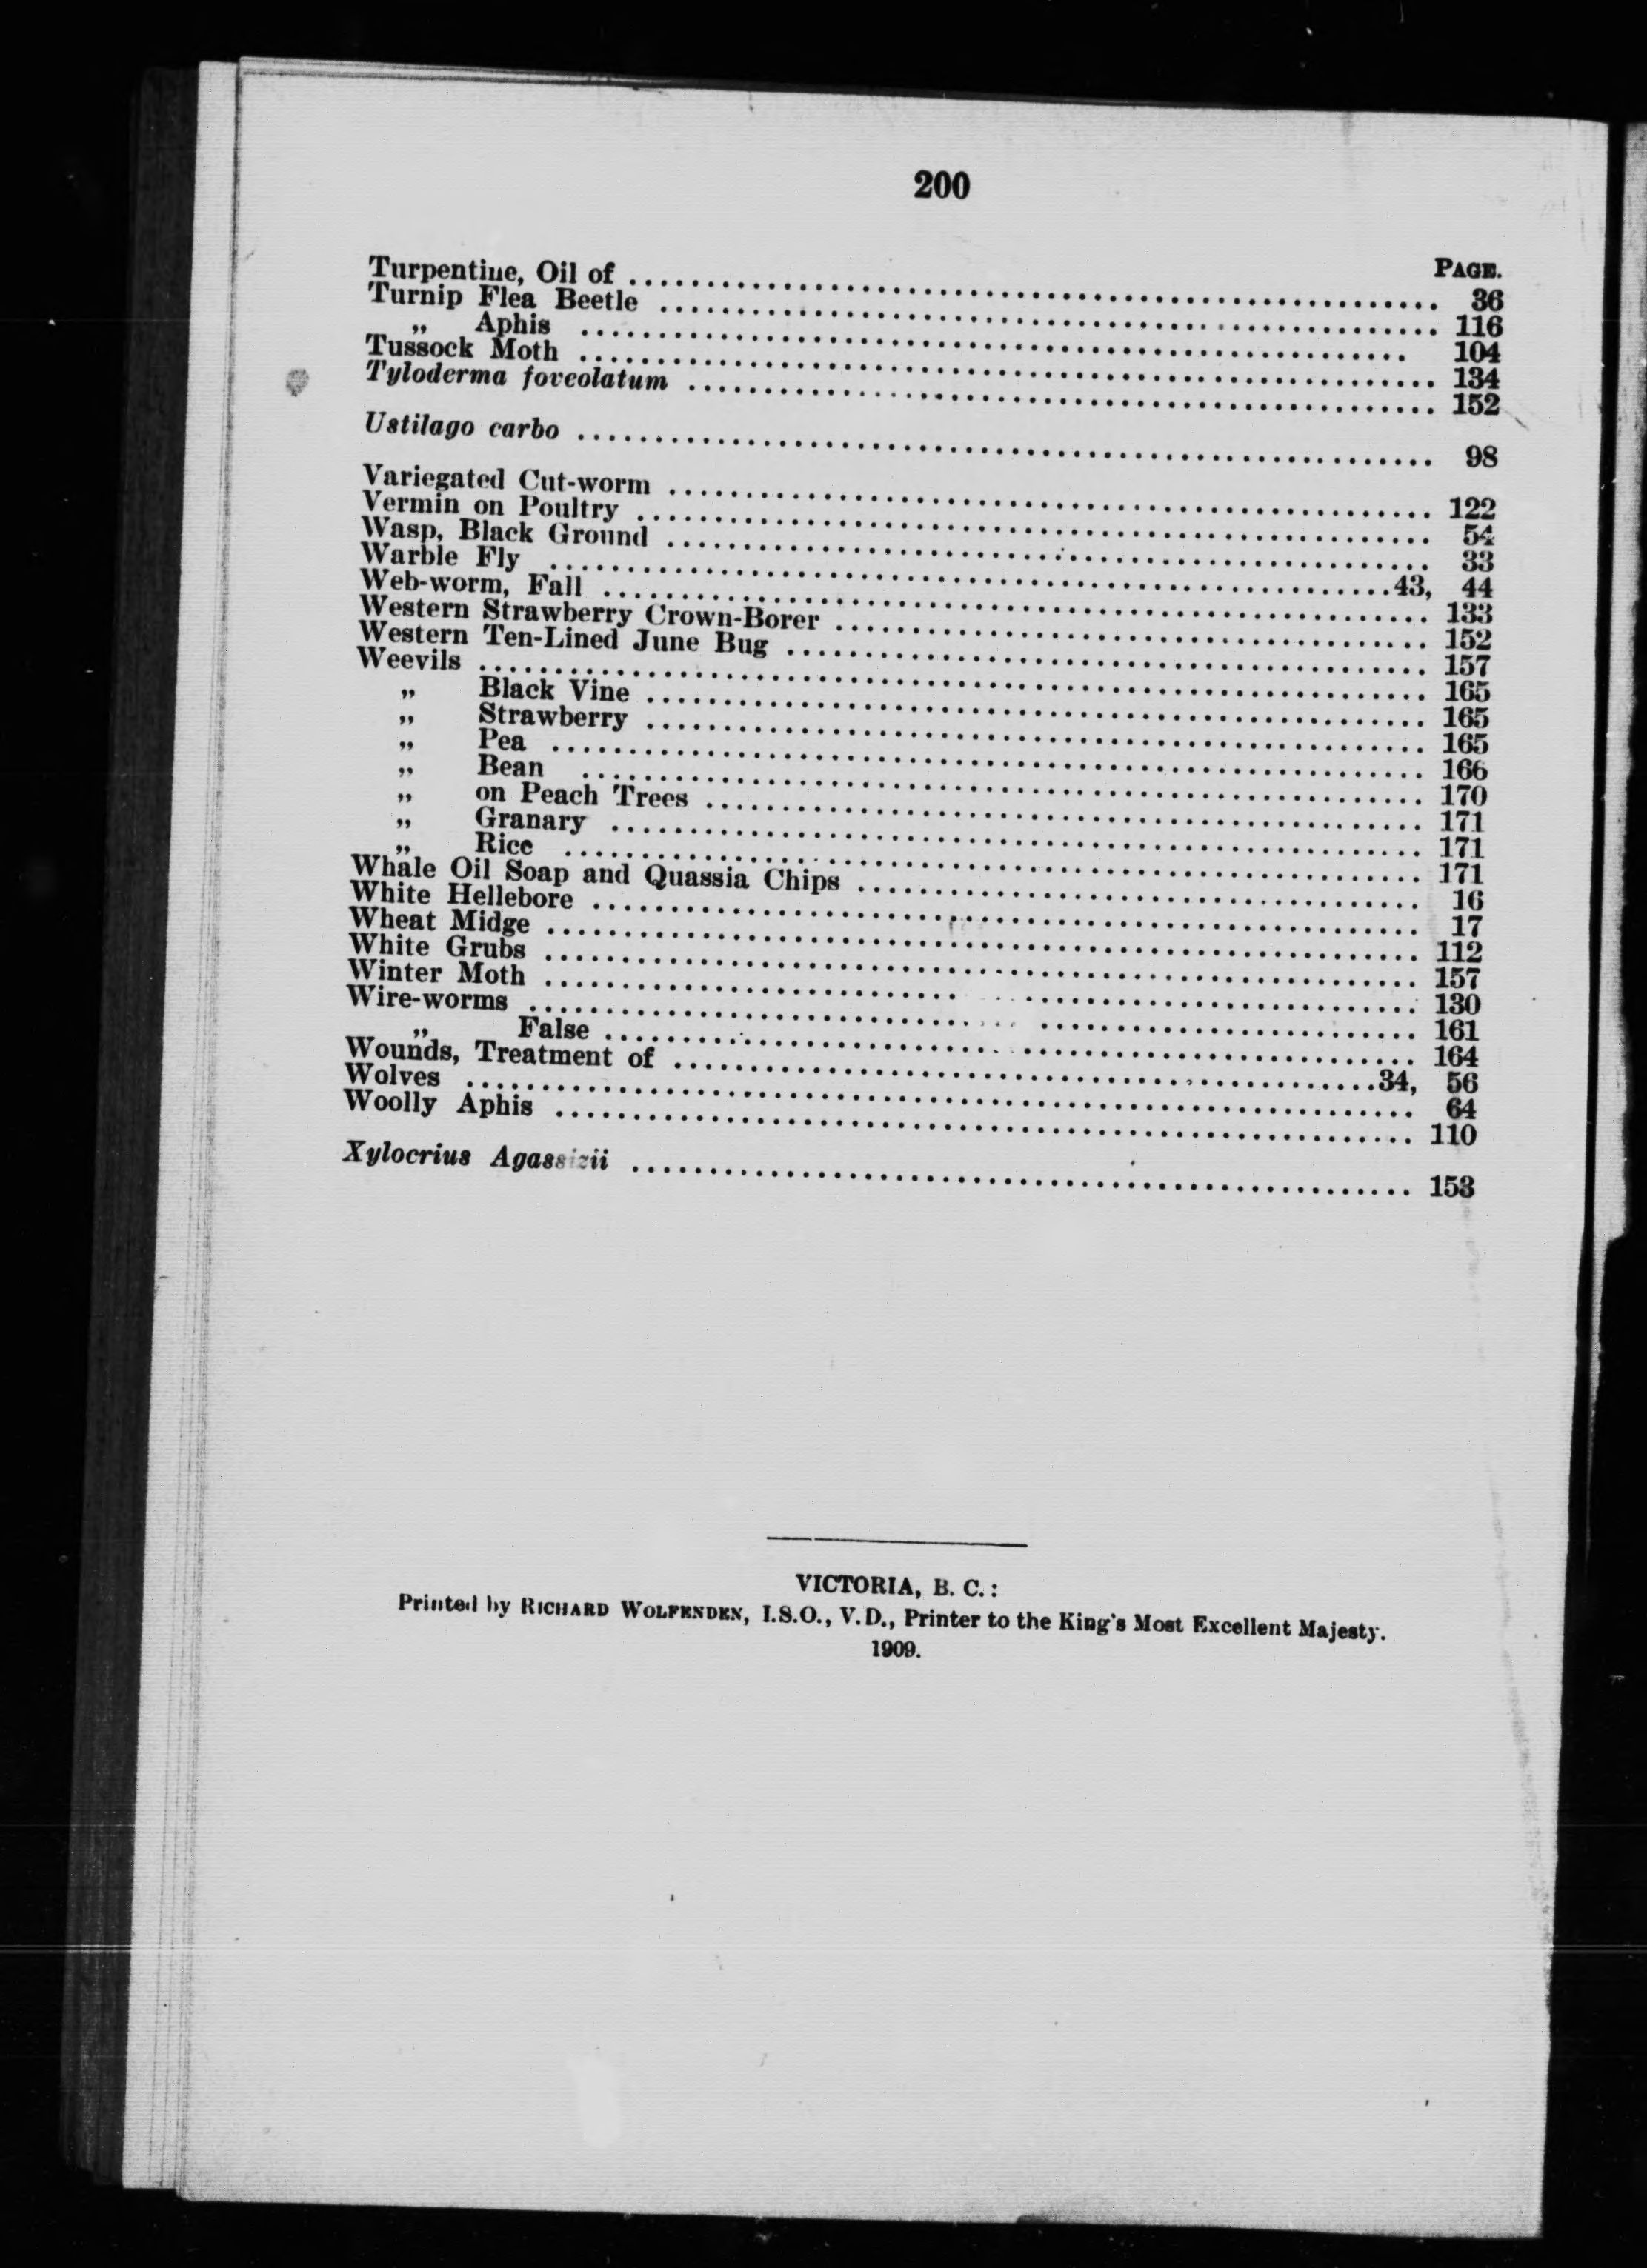 200
PAGE.
Turpentine, Oil of ........ 36
Turnip Flea Beetle ........ 116
„ Aphis ........ 104
Tussock Moth ........ 134
Tyloderma foveolatum ........ 152
Ustilago carbo ........ 98
Variegated Cut-worm ........ 122
Vermin on Poultry ........ 54
Wasp, Black Ground ........ 33
Warble Fly ........ 43, 44
Web-worm, Fall ........ 133
Western Strawberry Crown-Borer ........ 152
Western Ten-Lined June Bug ........ 157
Weevils ........ 165
„ Black Vine ........ 165
„ Strawberry ........ 165
„ Pea ........ 166
„ Bean ........ 170
„ on Peach Trees ........ 171
„ Granary ........ 171
„ Rice ........ 171
Whale Oil Soap and Quassia Chips ........ 16
White Hellebore ........ 17
Wheat Midge ........ 112
White Grubs ........ 157
Winter Moth ........ 130
Wire-worms ........ 161
„ False ........ 164
Wounds, Treatment of ........ 34, 56
Wolves ........ 64
Woolly Aphis ........ 110
Xylocrius Agassizii ........ 153
VICTORIA, B. C.:
Printed by RICHARD WOLFENDEN, I.S.O., V.D., Printer to the King's Most Excellent Majesty.
1909.